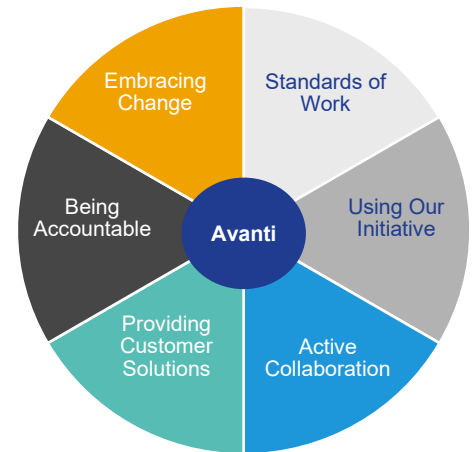 Embracing
Change
Standards of
Work
Being
Accountable
Avanti
Using Our
Initiative
Providing
Customer
Solutions
Active
Collaboration